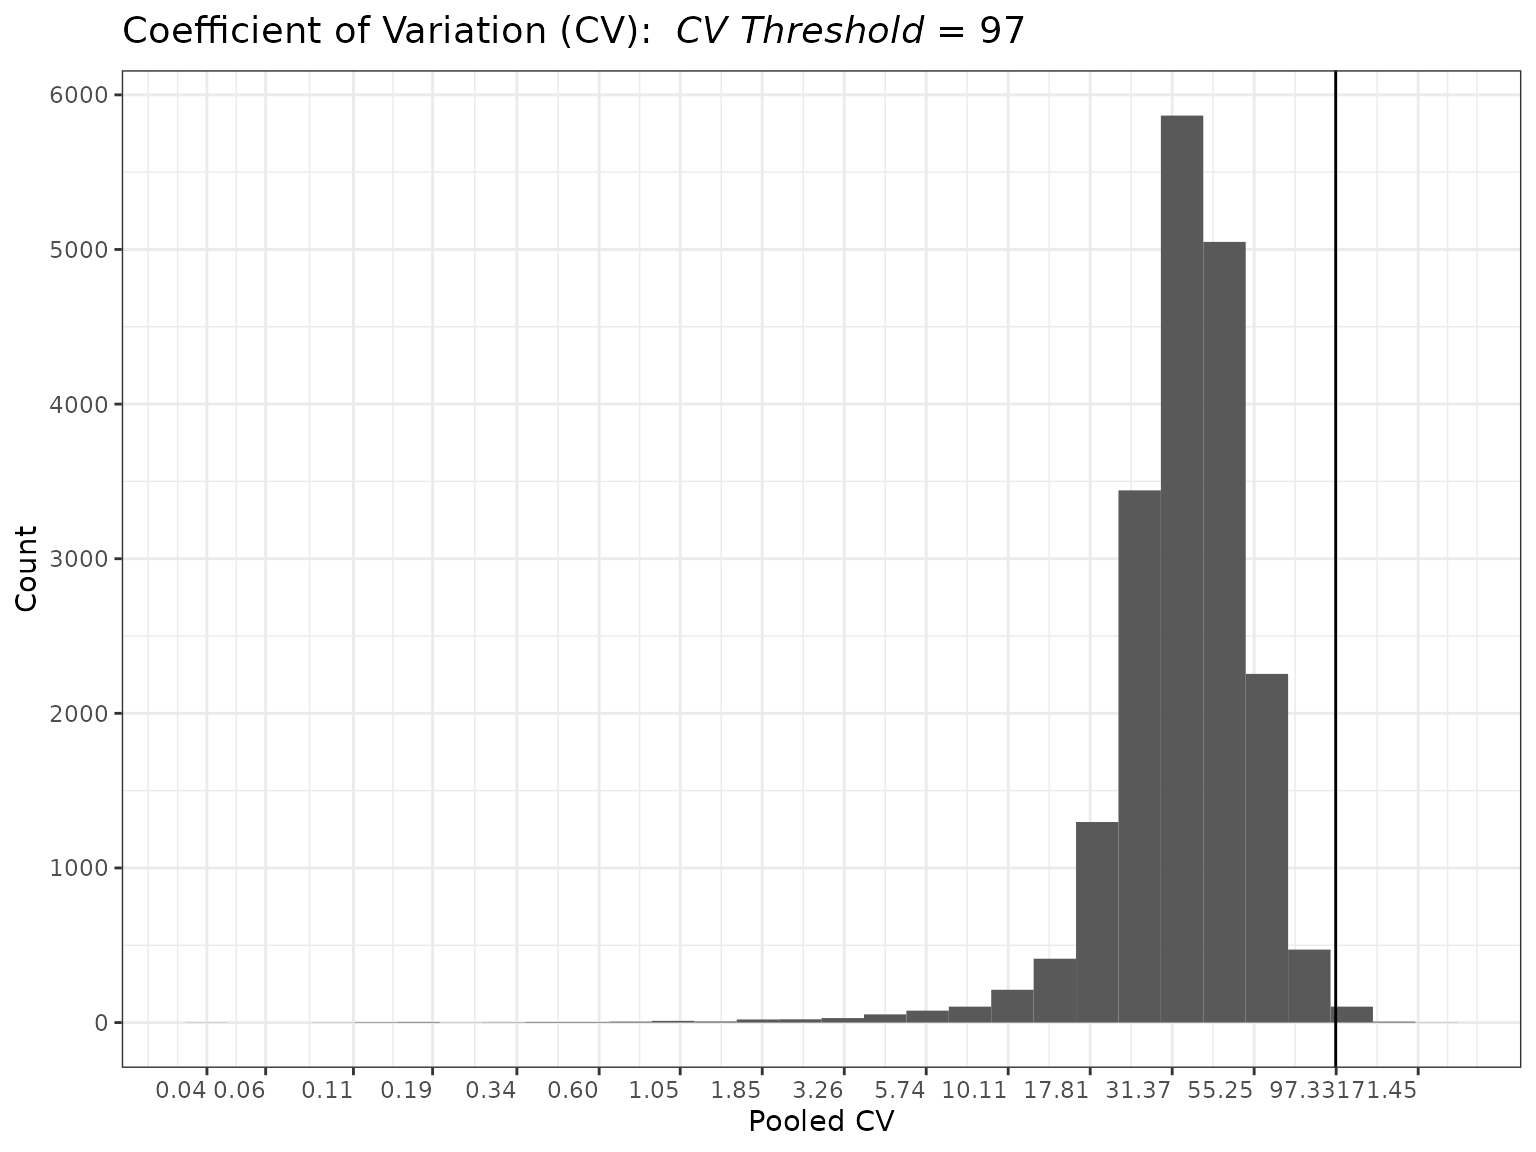 Coefficient of Variation (CV): CV Threshold = 97
6000
5000
4000
3000
2000
1000
0
Count
0.04 0.06 0.11 0.19 0.34 0.60 1.05 1.85 3.26 5.74 10.11 17.81 31.37 55.25 97.33 171.45
Pooled CV